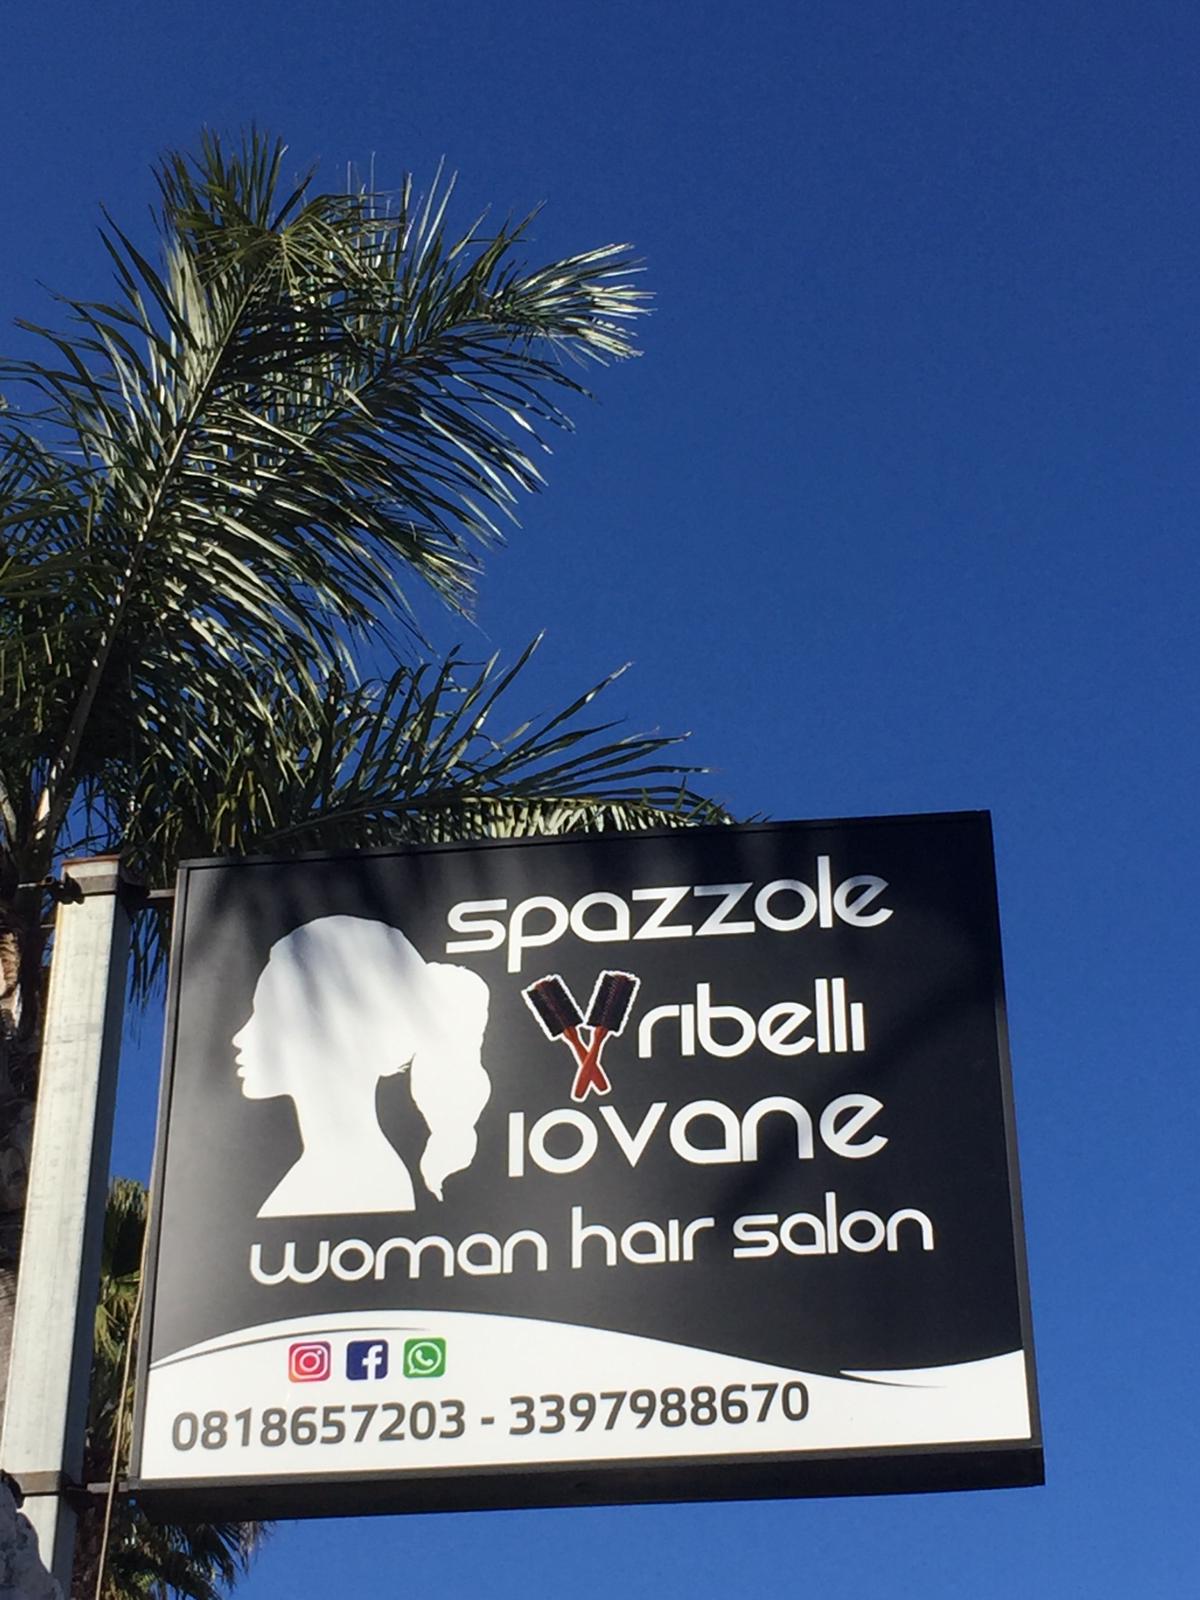 spazzole
ribelli
iovane
woman hair salon
0818657203 - 3397988670